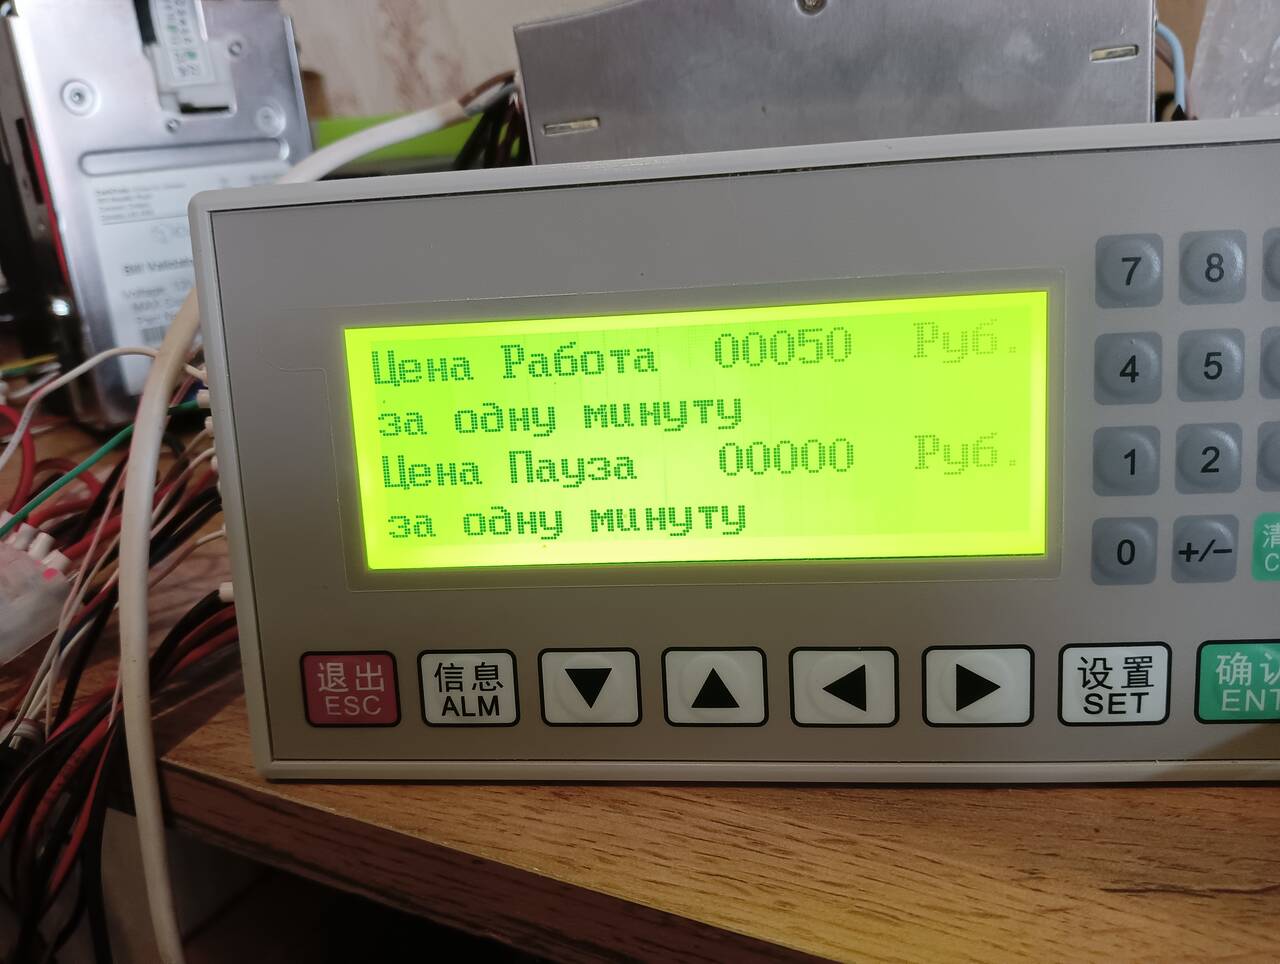 Цена Работа 00050 Руб.
за одну минуту
Цена Пауза 00000 Руб.
за одну минуту
7 8
4 5
1 2
0 +/-
退出 信息 设置
ESC ALM ▼ ▲ ◀ ▶ SET ENT